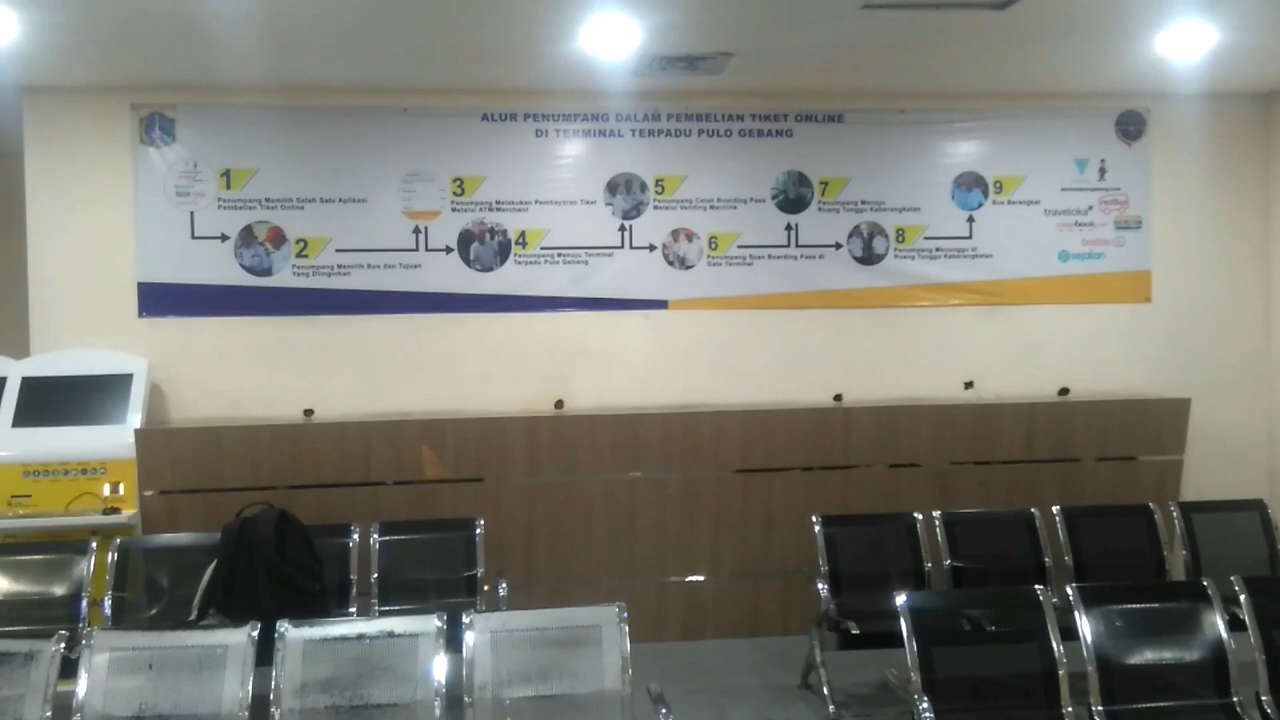 ALUR PENUMPANG DALAM PEMBELIAN TIKET ONLINE
DI TERMINAL TERPADU PULO GEBANG
1
Penumpang Memilih Salah Satu Aplikasi
Pembelian Tiket Online
2
Penumpang Memilih Bus dan Tujuan
Yang Diinginkan
3
Penumpang Melakukan Pembayaran Tiket
Melalui ATM/Merchant
4
Penumpang Menuju Terminal
Terpadu Pulo Gebang
5
Penumpang Cetak Boarding Pass
Melalui Vending Machine
6
Penumpang Scan Boarding Pass di
Gate Terminal
7
Penumpang Menuju
Ruang Tunggu Keberangkatan
8
Penumpang Menunggu di
Ruang Tunggu Keberangkatan
9
Bus Berangkat
traveloka
redBus
bosbis
sejalan